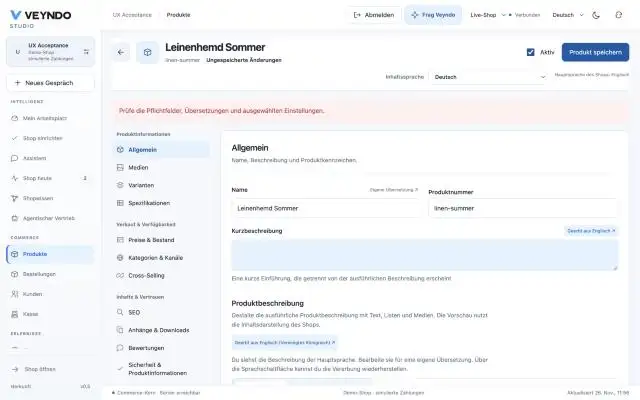 VEYNDO
STUDIO
UX Acceptance / Produkte
Abmelden
Frag Veyndo
Live-Shop
Verbunden
Deutsch
U
UX Acceptance
Demo-Shop
simulierte Zahlungen
+ Neues Gespräch
INTELLIGENZ
Mein Arbeitsplatz
Shop einrichten
Assistent
Shop heute 2
Shopwissen
Agentischer Vertrieb
COMMERCE
Produkte
Bestellungen
Kunden
Kasse
ERLEBNISSE
Shop öffnen
Herkunft v0.5
Leinenhemd Sommer
linen-summer Ungespeicherte Änderungen
Aktiv
Produkt speichern
Inhaltssprache
Deutsch
Hauptsprache des Shops: Englisch
Prüfe die Pflichtfelder, Übersetzungen und ausgewählten Einstellungen.
Produktinformationen
Allgemein
Medien
Varianten
Spezifikationen
Verkauf & Verfügbarkeit
Preise & Bestand
Kategorien & Kanäle
Cross-Selling
Inhalte & Vertrauen
SEO
Anhänge & Downloads
Bewertungen
Sicherheit &
Produktinformationen
Allgemein
Name, Beschreibung und Produktkennzeichen.
Name
Eigene Übersetzung ↗
Produktnummer
Leinenhemd Sommer
linen-summer
Kurzbeschreibung
Geerbt aus Englisch ↗
Eine kurze Einführung, die getrennt von der ausführlichen Beschreibung erscheint
Produktbeschreibung
Gestalte die ausführliche Produktbeschreibung mit Text, Listen und Medien. Die Vorschau nutzt
die Inhaltsdarstellung des Shops.
Geerbt aus Englisch (Vereinigtes Königreich) ↗
Du siehst die Beschreibung der Hauptsprache. Bearbeite sie für eine eigene Übersetzung. Über
die Sprachschaltfläche kannst du die Vererbung wiederherstellen.
Commerce-Kern · Server erreichbar
Demo-Shop · simulierte Zahlungen
Aktualisiert 26. Nov., 11:56